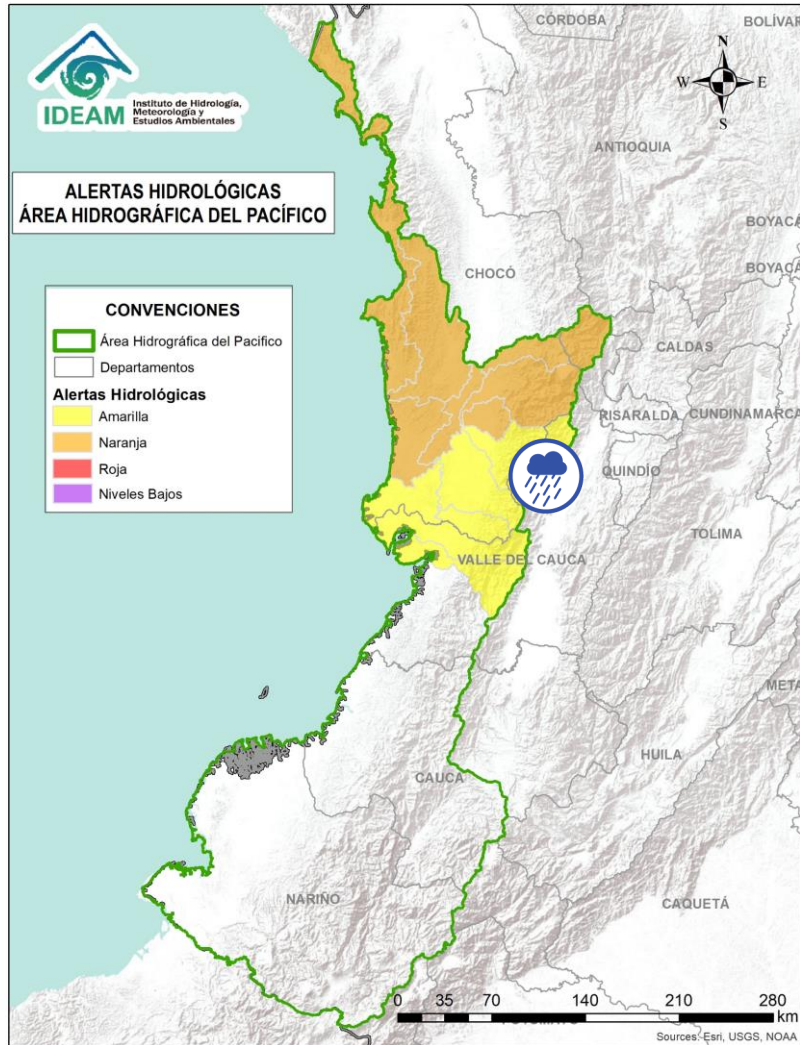 CÓRDOBA
BOLÍVAR
N
W
E
S
IDEAM
Instituto de Hidrología,
Meteorología y
Estudios Ambientales
ANTIOQUIA
ALERTAS HIDROLÓGICAS
ÁREA HIDROGRÁFICA DEL PACÍFICO
BOYACÁ
BOYACÁ
CHOCÓ
CONVENCIONES
Área Hidrográfica del Pacifico
Departamentos
Alertas Hidrológicas
Amarilla
Naranja
Roja
Niveles Bajos
CALDAS
RISARALDA
CUNDINAMARCA
QUINDÍO
TOLIMA
VALLE DEL CAUCA
META
HUILA
CAUCA
NARIÑO
CAQUETÁ
0 35 70 140 210 280
km
Sources: Esri, USGS, NOAA